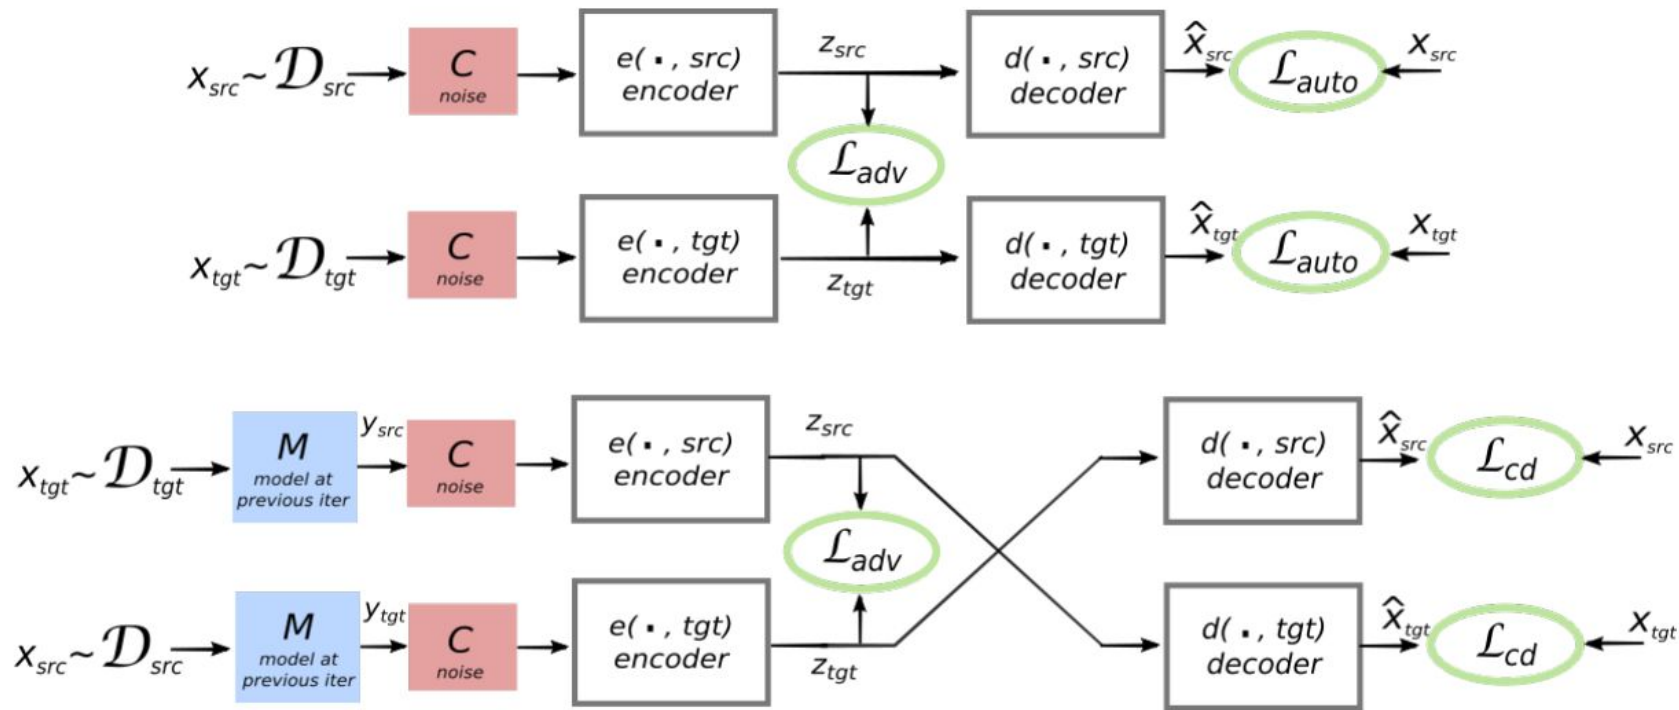 x_src ~ D_src C noise e(·, src) encoder z_src d(·, src) decoder x̂_src L_auto x_src
L_adv
x_tgt ~ D_tgt C noise e(·, tgt) encoder z_tgt d(·, tgt) decoder x̂_tgt L_auto x_tgt
x_tgt ~ D_tgt M model at previous iter y_src C noise e(·, src) encoder z_src d(·, src) decoder x̂_src L_cd x_src
L_adv
x_src ~ D_src M model at previous iter y_tgt C noise e(·, tgt) encoder z_tgt d(·, tgt) decoder x̂_tgt L_cd x_tgt